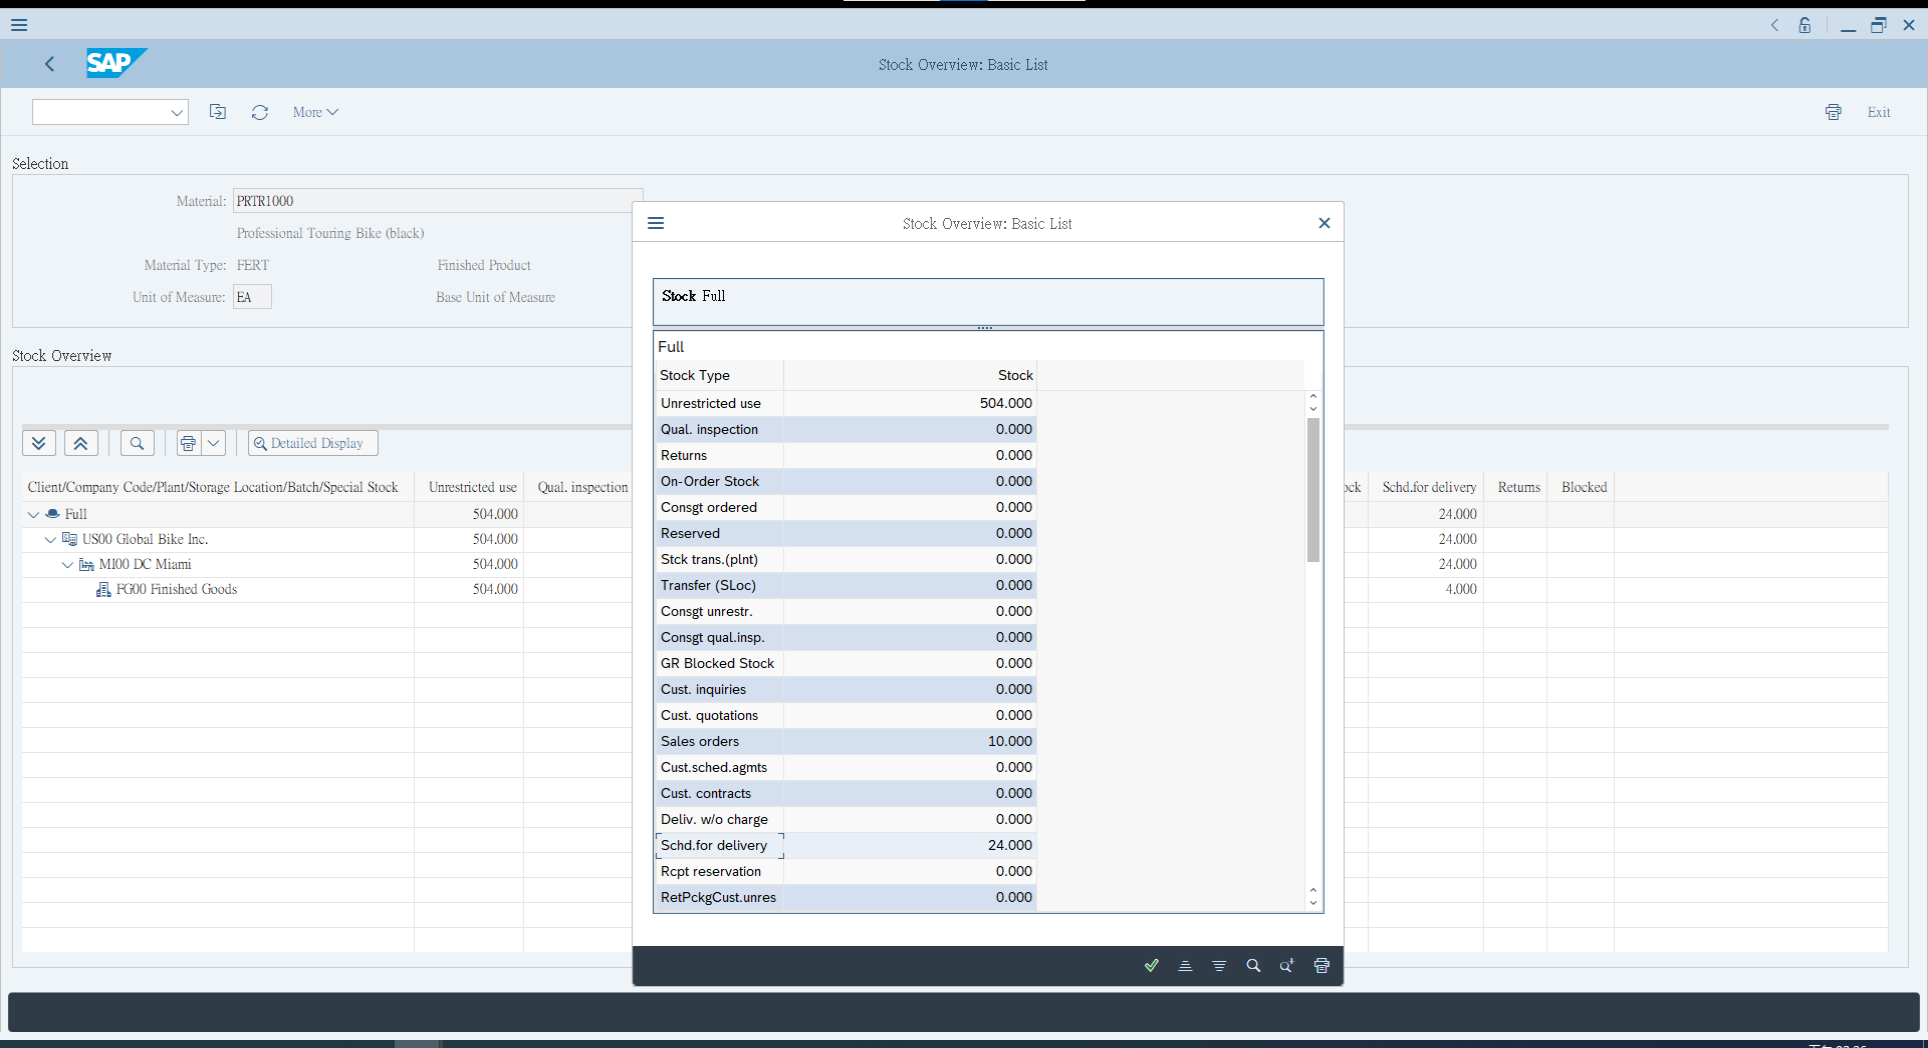 SAP
Stock Overview: Basic List
More
Exit
Selection
Material: PRTR1000
Professional Touring Bike (black)
Material Type: FERT Finished Product
Unit of Measure: EA Base Unit of Measure
Stock Overview
Detailed Display
Client/Company Code/Plant/Storage Location/Batch/Special Stock Unrestricted use Qual. inspection Schd.for delivery Returns Blocked
Full 504.000 24.000
US00 Global Bike Inc. 504.000 24.000
MI00 DC Miami 504.000 24.000
FG00 Finished Goods 504.000 4.000
Stock Overview: Basic List
Stock Full
Full
Stock Type Stock
Unrestricted use 504.000
Qual. inspection 0.000
Returns 0.000
On-Order Stock 0.000
Consgt ordered 0.000
Reserved 0.000
Stck trans.(plnt) 0.000
Transfer (SLoc) 0.000
Consgt unrestr. 0.000
Consgt qual.insp. 0.000
GR Blocked Stock 0.000
Cust. inquiries 0.000
Cust. quotations 0.000
Sales orders 10.000
Cust.sched.agmts 0.000
Cust. contracts 0.000
Deliv. w/o charge 0.000
Schd.for delivery 24.000
Rcpt reservation 0.000
RetPckgCust.unres 0.000